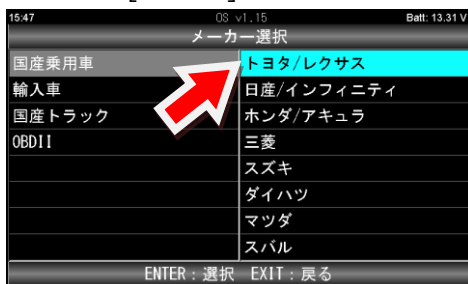 15:47 OS v1.15 Batt: 13.31 V
メーカー選択
国産乗用車 トヨタ/レクサス
輸入車 日産/インフィニティ
国産トラック ホンダ/アキュラ
OBDII 三菱
スズキ
ダイハツ
マツダ
スバル
ENTER：選択 EXIT：戻る